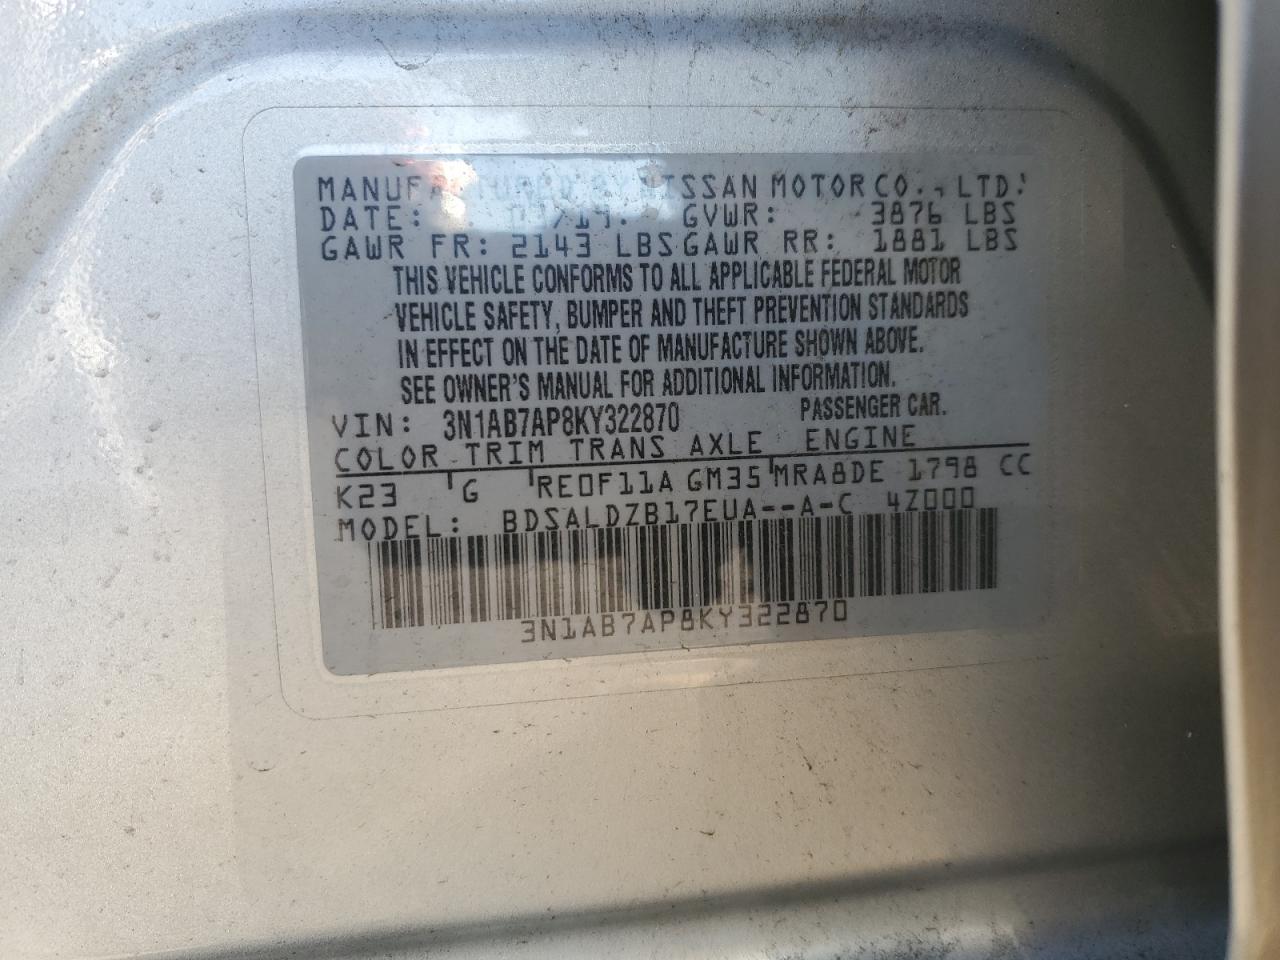 MANUFACTURED BY NISSAN MOTOR CO., LTD.
DATE: 03/19. GVWR: 3876 LBS
GAWR FR: 2143 LBS GAWR RR: 1881 LBS
THIS VEHICLE CONFORMS TO ALL APPLICABLE FEDERAL MOTOR
VEHICLE SAFETY, BUMPER AND THEFT PREVENTION STANDARDS
IN EFFECT ON THE DATE OF MANUFACTURE SHOWN ABOVE.
SEE OWNER'S MANUAL FOR ADDITIONAL INFORMATION.
VIN: 3N1AB7AP8KY322870 PASSENGER CAR.
COLOR TRIM TRANS AXLE ENGINE
K23 G RE0F11A GM35 MRA8DE 1798 CC
MODEL: BDSALDZB17EUA--A-C 4Z000
3N1AB7AP8KY322870